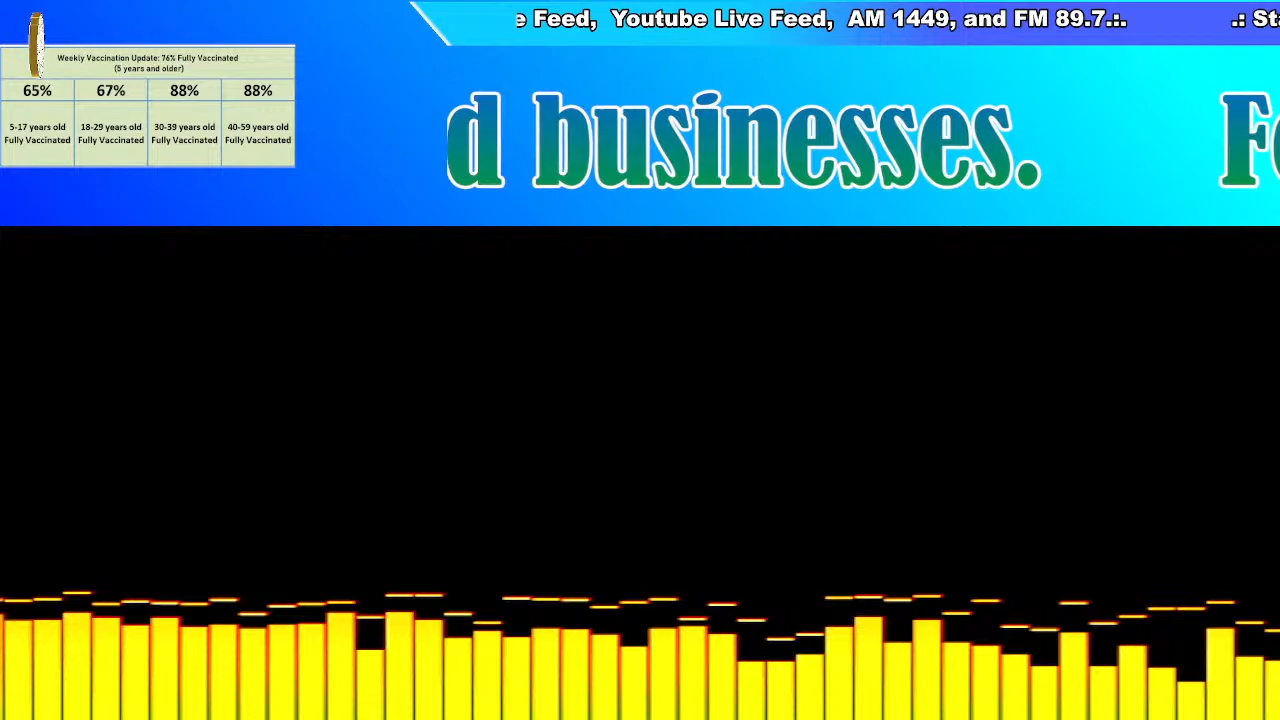 e Feed,  Youtube Live Feed,  AM 1449, and FM 89.7.:.
.: St
Weekly Vaccination Update: 76% Fully Vaccinated
(5 years and older)
65% 67% 88% 88%
5-17 years old 18-29 years old 30-39 years old 40-59 years old
Fully Vaccinated Fully Vaccinated Fully Vaccinated Fully Vaccinated
d businesses.
F